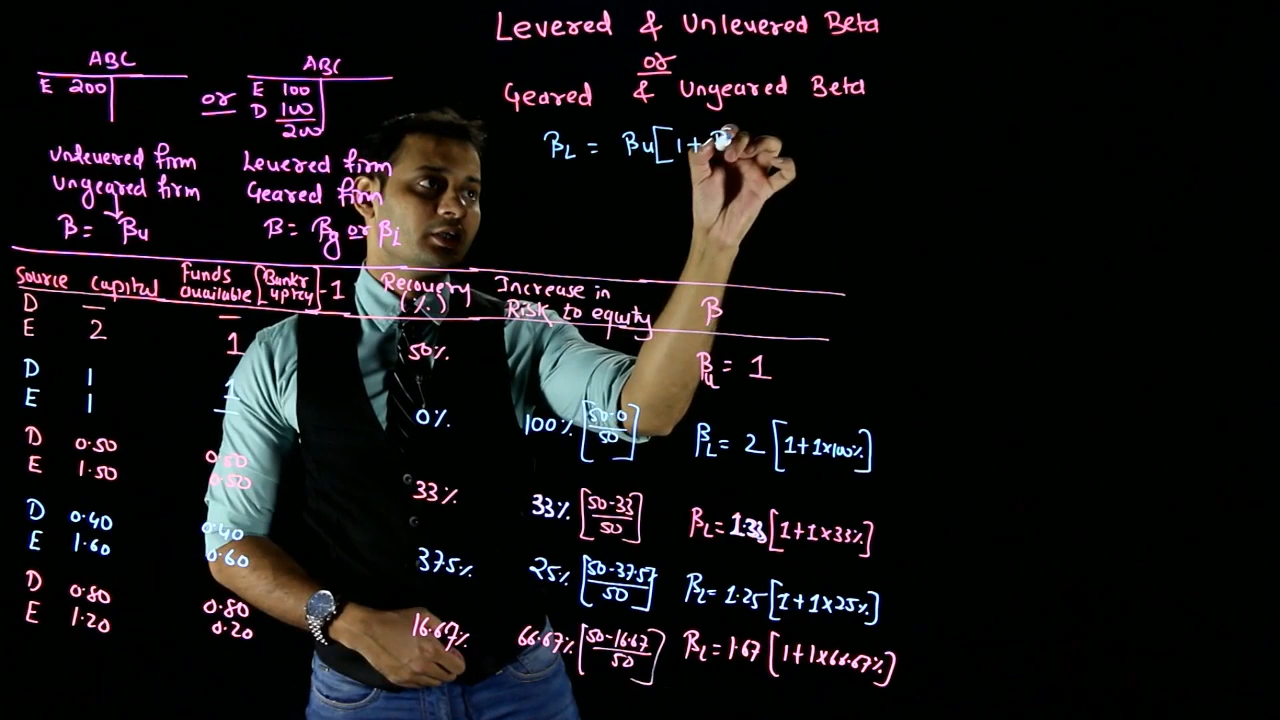 Levered & Unlevered Beta
or
Geared & Ungeared Beta
βL = βu[1+
ABC
E 200
or
ABC
E 100
D 100
200
Unlevered firm
Ungeared firm
β = βu
Levered firm
Geared firm
β = βg or βL
Source Capital Funds available [Bankruptcy]-1 Recovery (%) Increase in Risk to equity β
D — —
E 2 1 50% βu = 1
D 1 1
E 1 — 0% 100% [50-0/50] βL = 2 [1+1×100%]
D 0.50 0.50
E 1.50 0.50 33% 33% [50-33/50] βL = 1.33 [1+1×33%]
D 0.40 0.40
E 1.60 0.60 37.5% 25% [50-37.5/50] βL = 1.25 [1+1×25%]
D 0.80 0.80
E 1.20 0.20 16.67% 66.67% [50-16.67/50] βL = 1.67 [1+1×66.67%]